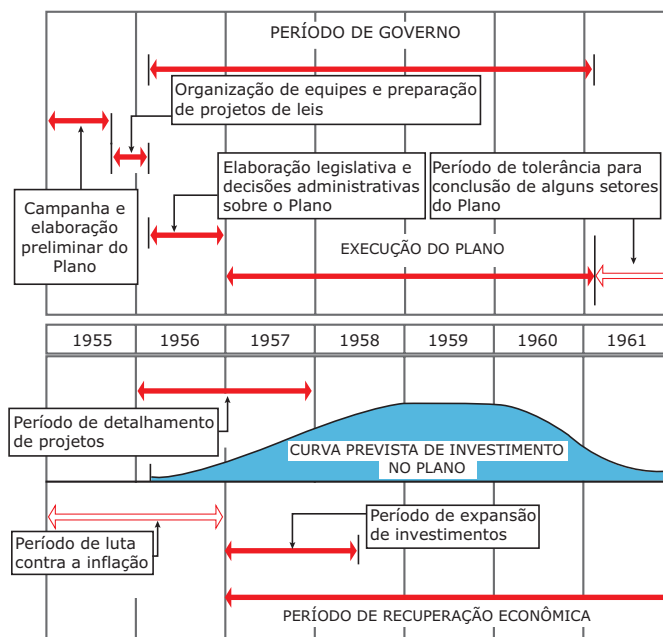 PERÍODO DE GOVERNO
Organização de equipes e preparação
de projetos de leis
Elaboração legislativa e
decisões administrativas
sobre o Plano
Período de tolerância para
conclusão de alguns setores
do Plano
Campanha e
elaboração
preliminar do
Plano
EXECUÇÃO DO PLANO
1955 1956 1957 1958 1959 1960 1961
Período de detalhamento
de projetos
CURVA PREVISTA DE INVESTIMENTO
NO PLANO
Período de luta
contra a inflação
Período de expansão
de investimentos
PERÍODO DE RECUPERAÇÃO ECONÔMICA